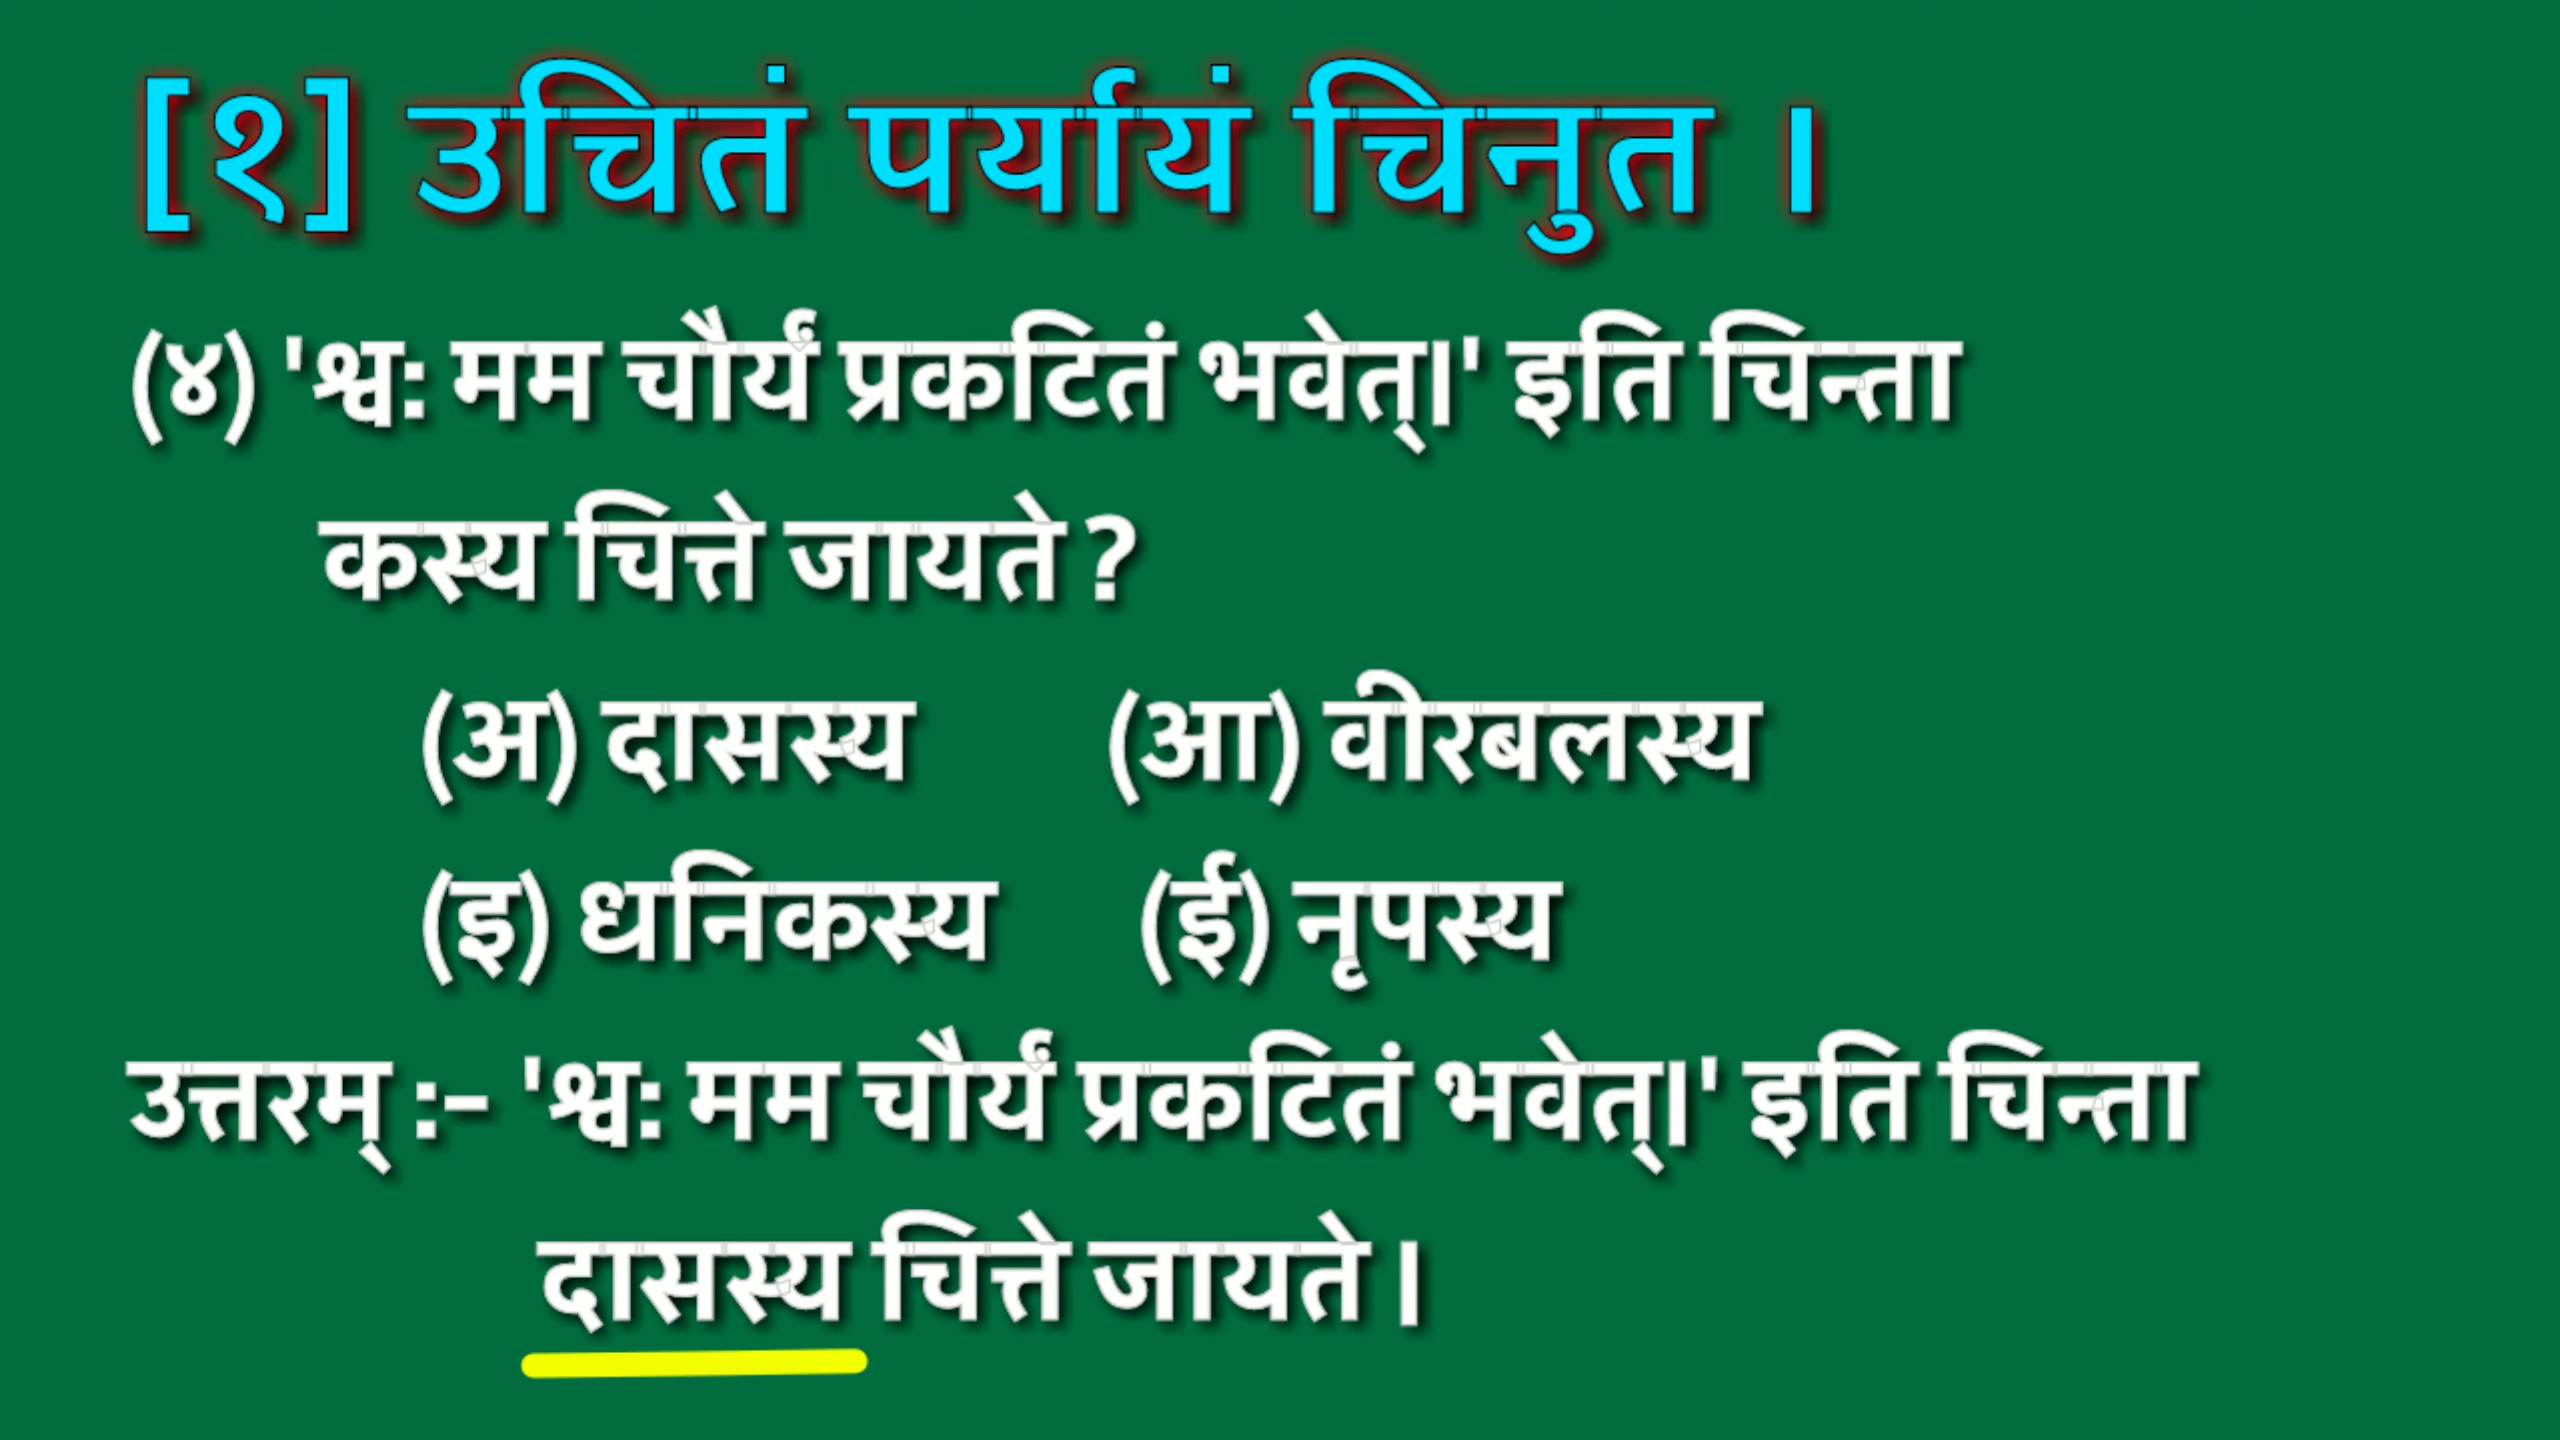 [१] उचितं पर्यायं चिनुत ।
(४) 'श्वः मम चौर्यं प्रकटितं भवेत्।' इति चिन्ता
कस्य चित्ते जायते ?
(अ) दासस्य (आ) वीरबलस्य
(इ) धनिकस्य (ई) नृपस्य
उत्तरम् :- 'श्वः मम चौर्यं प्रकटितं भवेत्।' इति चिन्ता
दासस्य चित्ते जायते ।